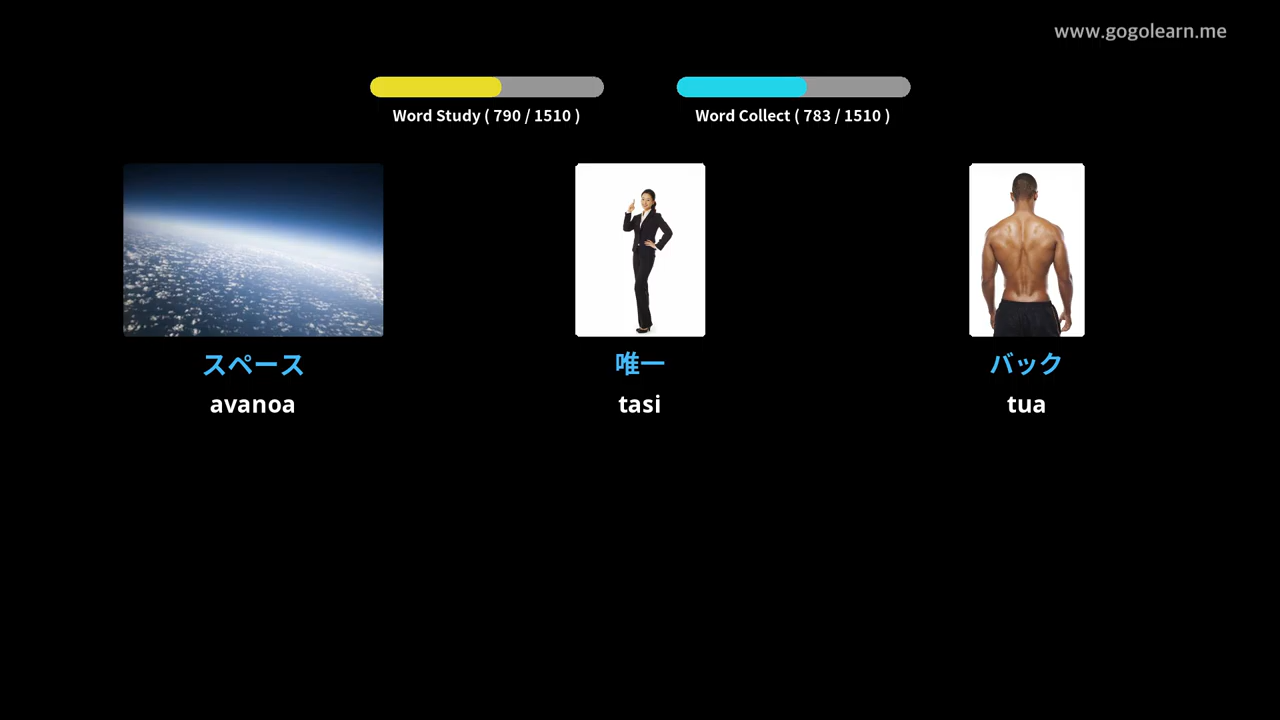 www.gogolearn.me
Word Study ( 790 / 1510 )
Word Collect ( 783 / 1510 )
スペース
avanoa
唯一
tasi
バック
tua